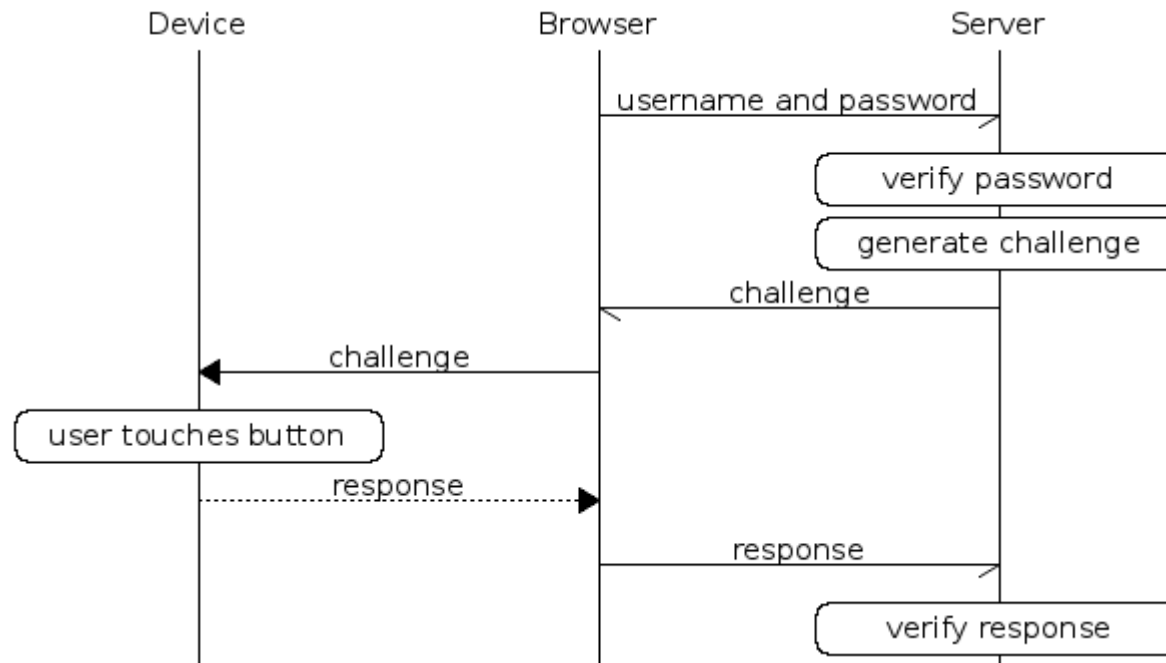 Device
Browser
Server
username and password
verify password
generate challenge
challenge
challenge
user touches button
response
response
verify response